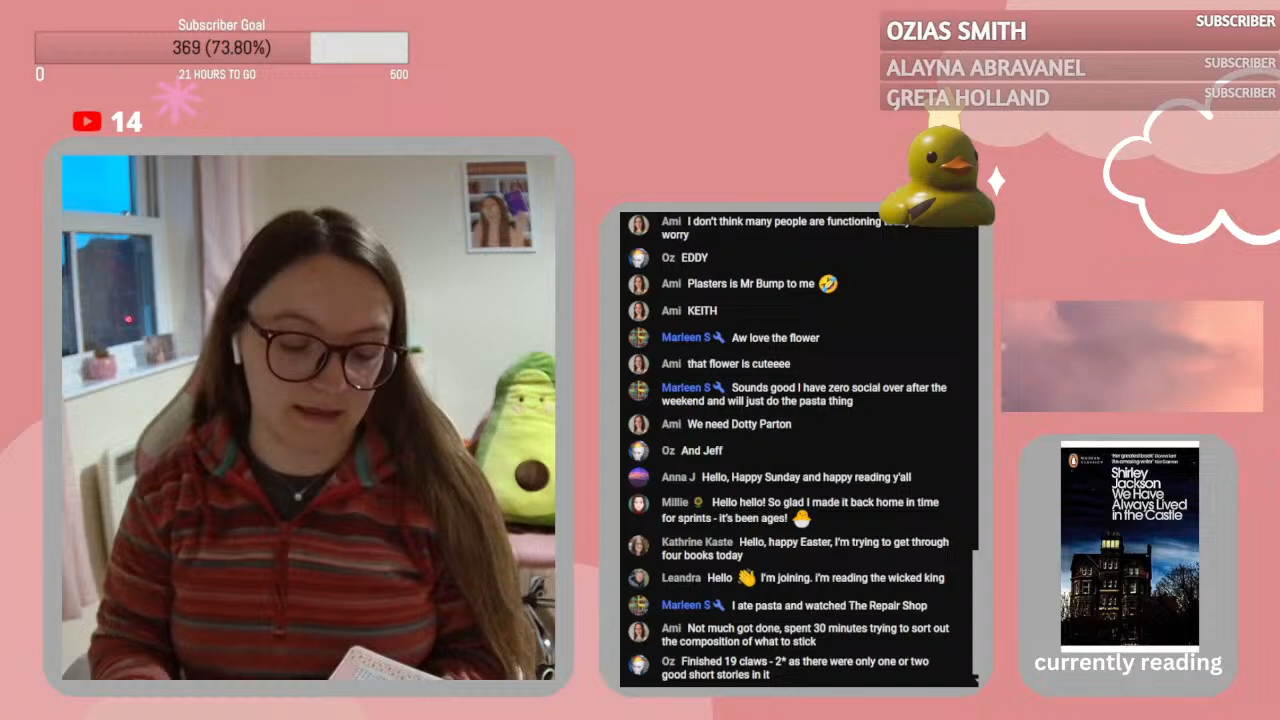 Subscriber Goal
369 (73.80%)
0
21 HOURS TO GO
500
14
OZIAS SMITH
SUBSCRIBER
ALAYNA ABRAVANEL
SUBSCRIBER
GRETA HOLLAND
SUBSCRIBER
Ami I don't think many people are functioning
worry
Oz EDDY
Ami Plasters is Mr Bump to me 🤣
Ami KEITH
Marleen S Aw love the flower
Ami that flower is cuteeee
Marleen S Sounds good I have zero social over after the
weekend and will just do the pasta thing
Ami We need Dotty Parton
Oz And Jeff
Anna J Hello, Happy Sunday and happy reading y'all
Millie Hello hello! So glad I made it back home in time
for sprints - it's been ages! 🐣
Kathrine Kaste Hello, happy Easter, I'm trying to get through
four books today
Leandra Hello 👋 I'm joining. i'm reading the wicked king
Marleen S I ate pasta and watched The Repair Shop
Ami Not much got done, spent 30 minutes trying to sort out
the composition of what to stick
Oz Finished 19 claws - 2* as there were only one or two
good short stories in it
MODERN
CLASSICS
Shirley
Jackson
We Have
Always Lived
in the Castle
currently reading